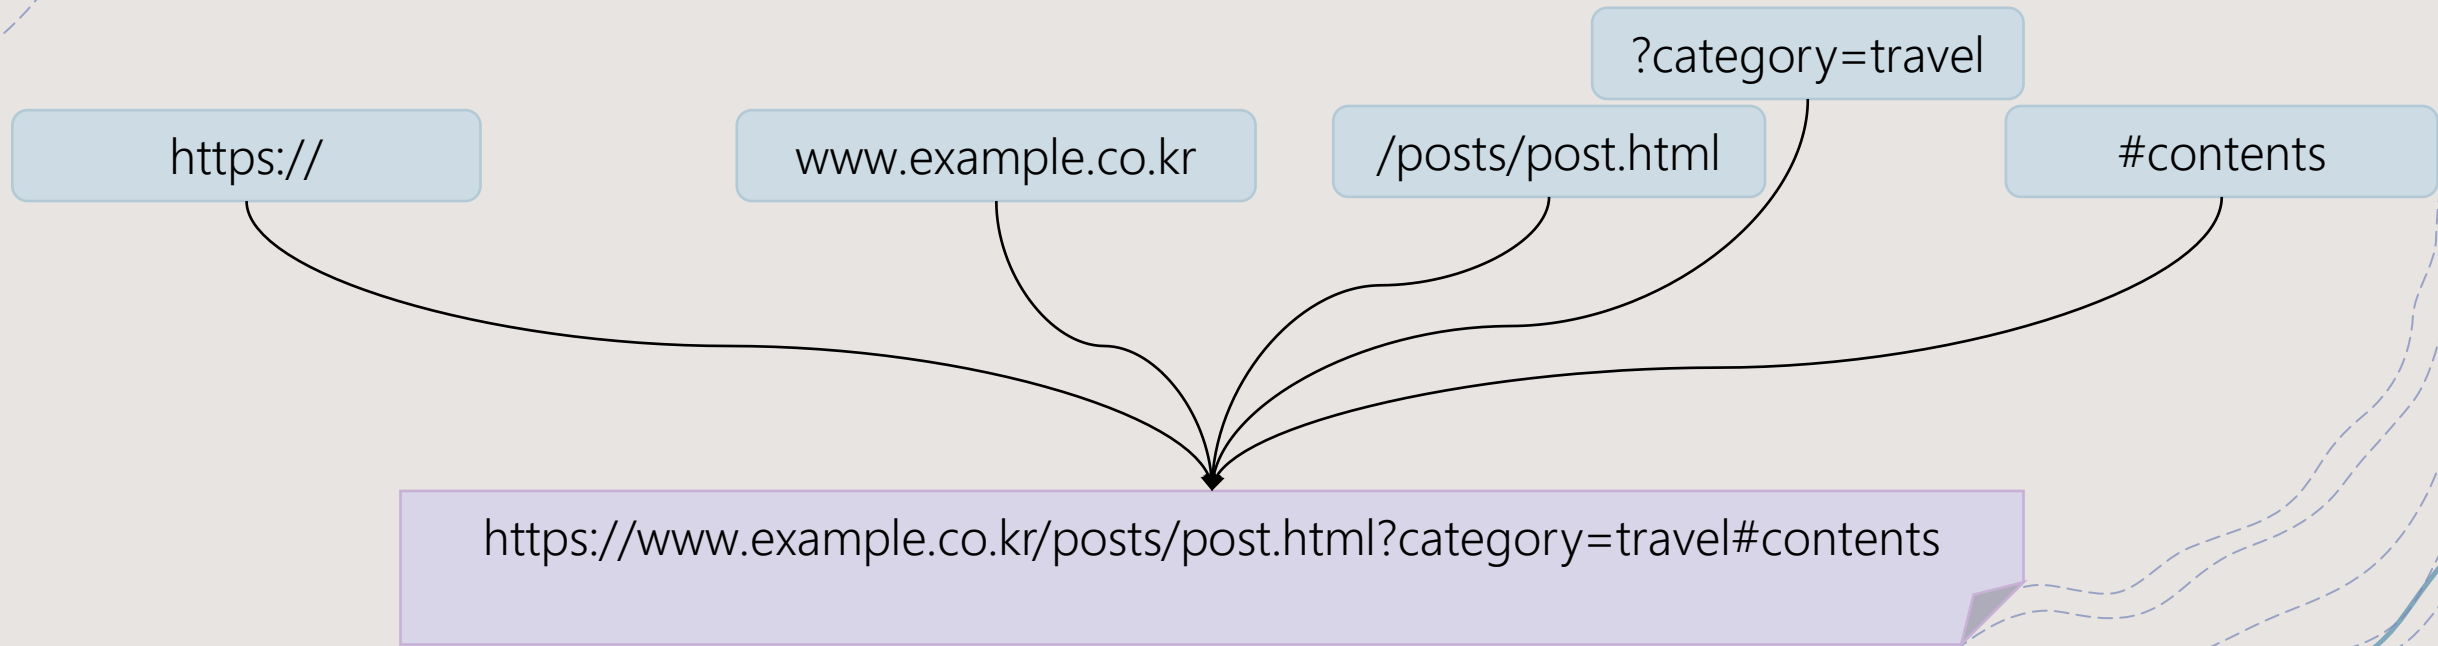 ?category=travel
https://
www.example.co.kr
/posts/post.html
#contents
https://www.example.co.kr/posts/post.html?category=travel#contents